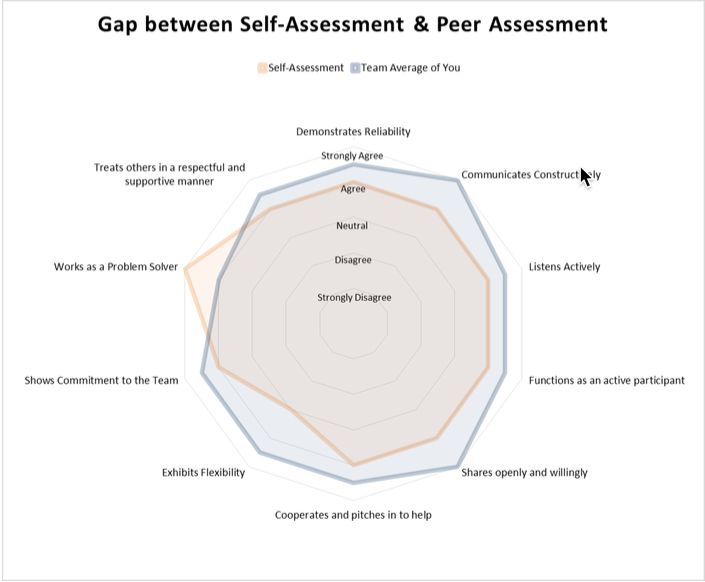 Gap between Self-Assessment & Peer Assessment
Self-Assessment Team Average of You
Demonstrates Reliability
Strongly Agree
Treats others in a respectful and
supportive manner
Communicates Constructively
Agree
Neutral
Disagree
Works as a Problem Solver
Listens Actively
Strongly Disagree
Shows Commitment to the Team
Functions as an active participant
Exhibits Flexibility
Shares openly and willingly
Cooperates and pitches in to help